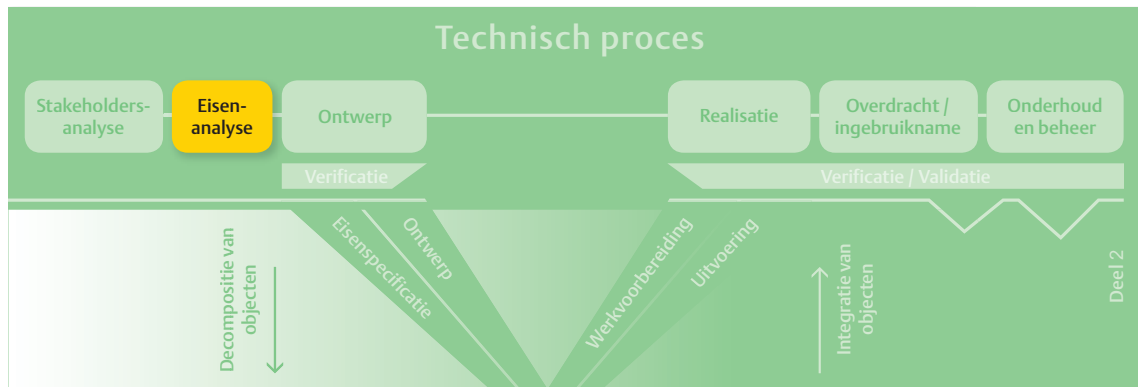 Technisch proces
Stakeholders-
analyse
Eisen-
analyse
Ontwerp
Realisatie
Overdracht /
ingebruikname
Onderhoud
en beheer
Verificatie
Verificatie / Validatie
Decompositie van
objecten
Eisenspecificatie
Ontwerp
Werkvoorbereiding
Uitvoering
Integratie van
objecten
Deel 2